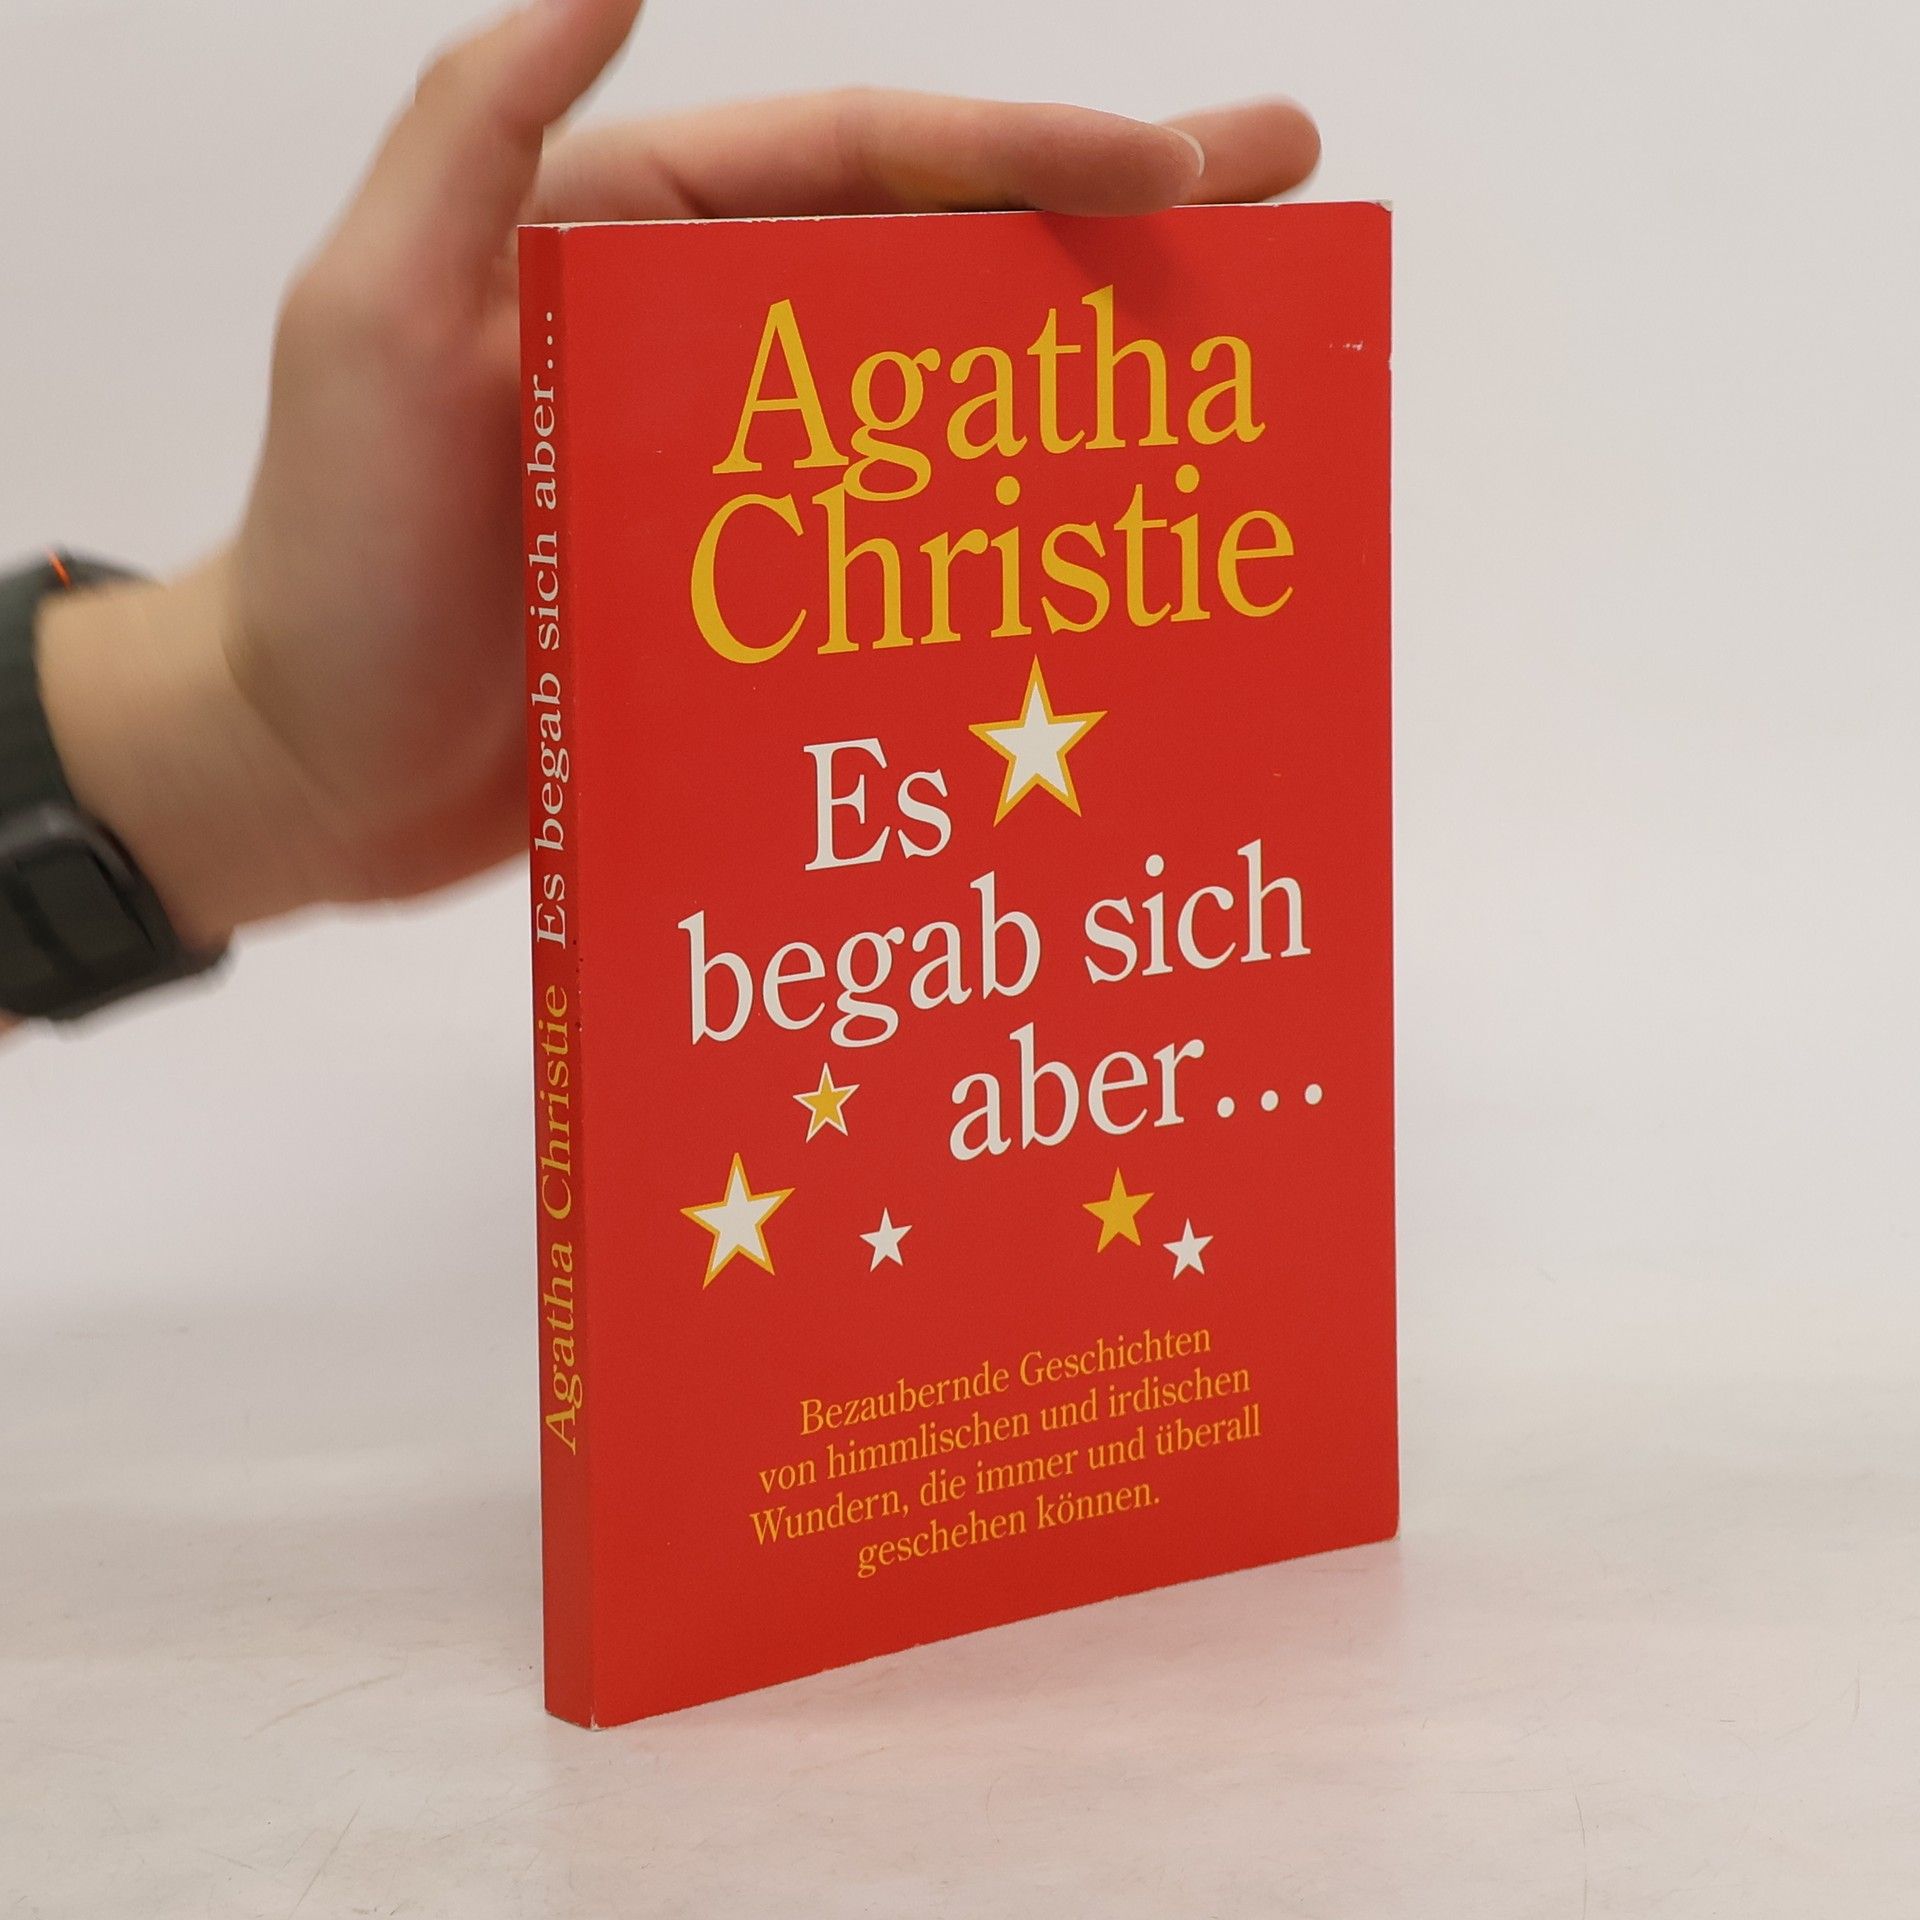 Agatha Christie Es begab sich aber...
Agatha
Christie
Es
begab sich
aber...
Bezaubernde Geschichten
von himmlischen und irdischen
Wundern, die immer und überall
geschehen können.